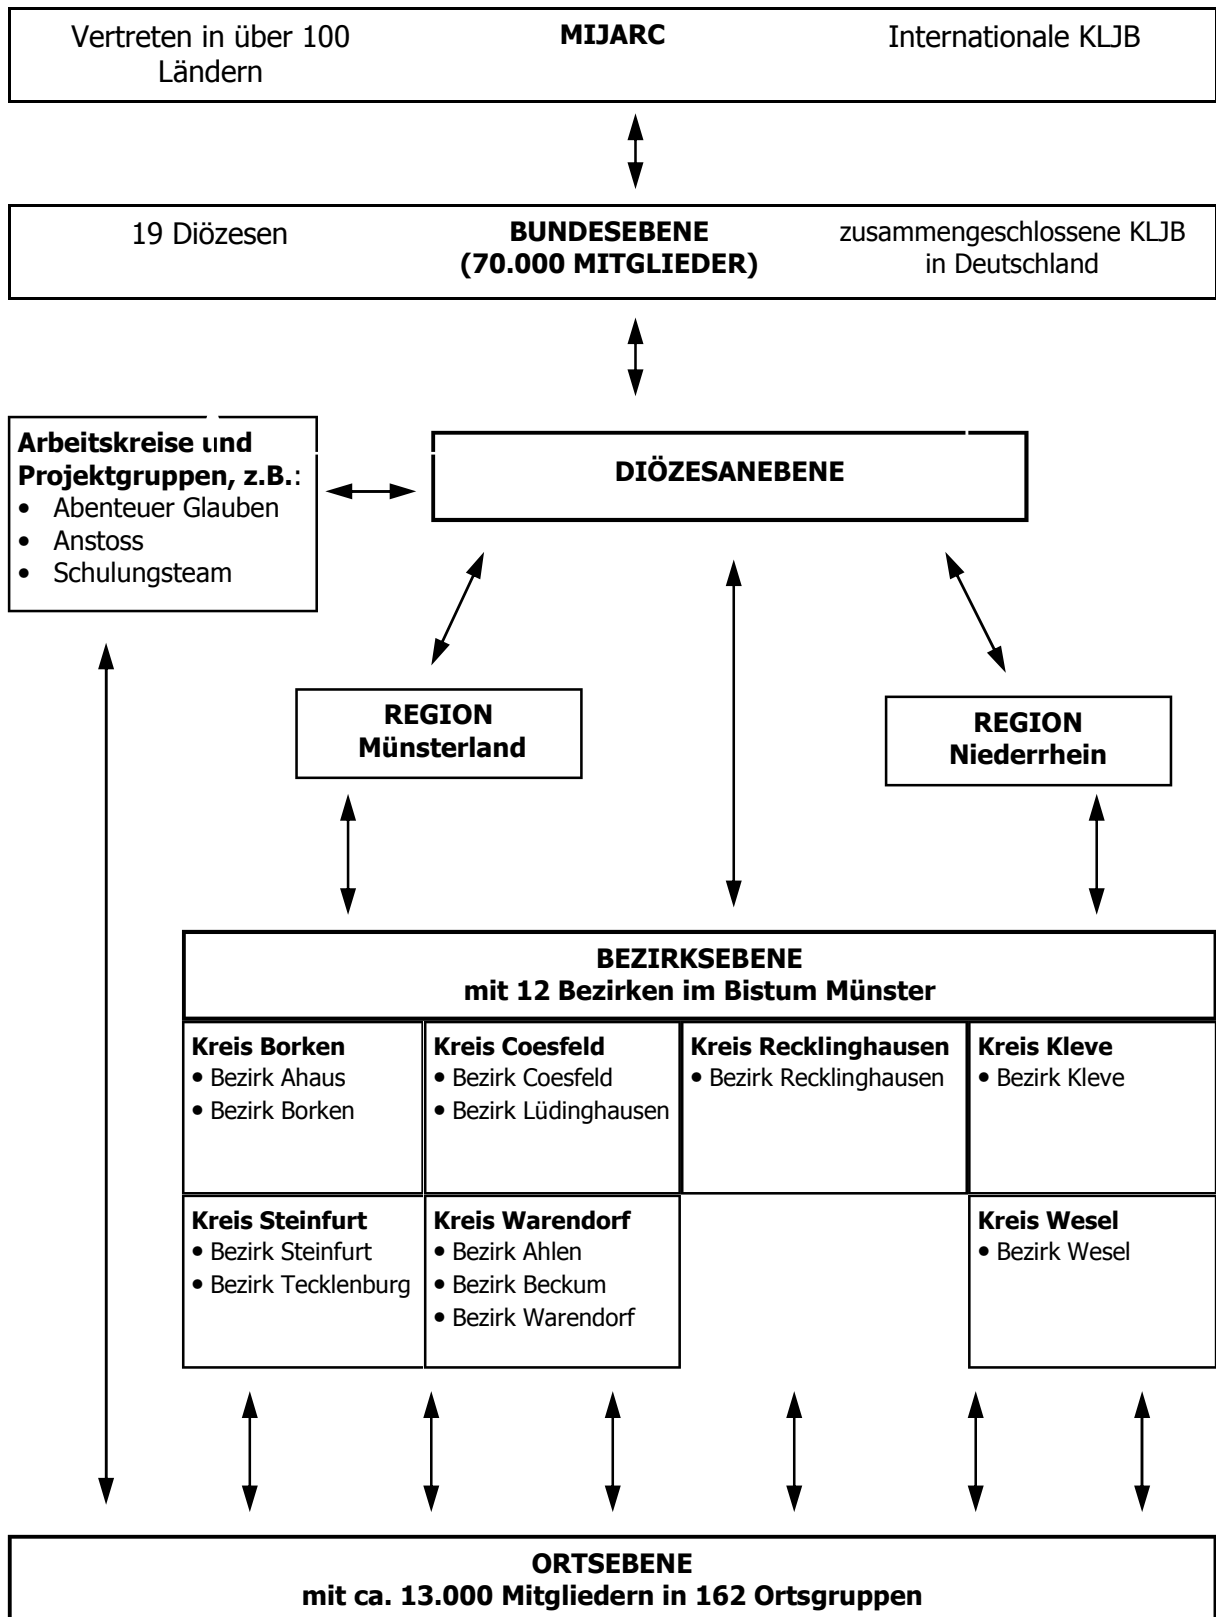 Vertreten in über 100
Ländern
MIJARC
Internationale KLJB
19 Diözesen
BUNDESEBENE
(70.000 MITGLIEDER)
zusammengeschlossene KLJB
in Deutschland
Arbeitskreise und
Projektgruppen, z.B.:
• Abenteuer Glauben
• Anstoss
• Schulungsteam
DIÖZESANEBENE
REGION
Münsterland
REGION
Niederrhein
BEZIRKSEBENE
mit 12 Bezirken im Bistum Münster
Kreis Borken
• Bezirk Ahaus
• Bezirk Borken
Kreis Coesfeld
• Bezirk Coesfeld
• Bezirk Lüdinghausen
Kreis Recklinghausen
• Bezirk Recklinghausen
Kreis Kleve
• Bezirk Kleve
Kreis Steinfurt
• Bezirk Steinfurt
• Bezirk Tecklenburg
Kreis Warendorf
• Bezirk Ahlen
• Bezirk Beckum
• Bezirk Warendorf
Kreis Wesel
• Bezirk Wesel
ORTSEBENE
mit ca. 13.000 Mitgliedern in 162 Ortsgruppen